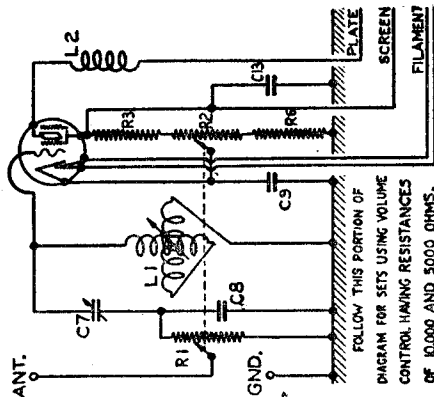 ANT.
GND.
R1
C7
C8
L1
C9
R3
R2
R6
C13
L2
PLATE
SCREEN
FILAMENT
FOLLOW THIS PORTION OF
DIAGRAM FOR SETS USING VOLUME
CONTROL HAVING RESISTANCES
OF 10,000 AND 5000 OHMS.